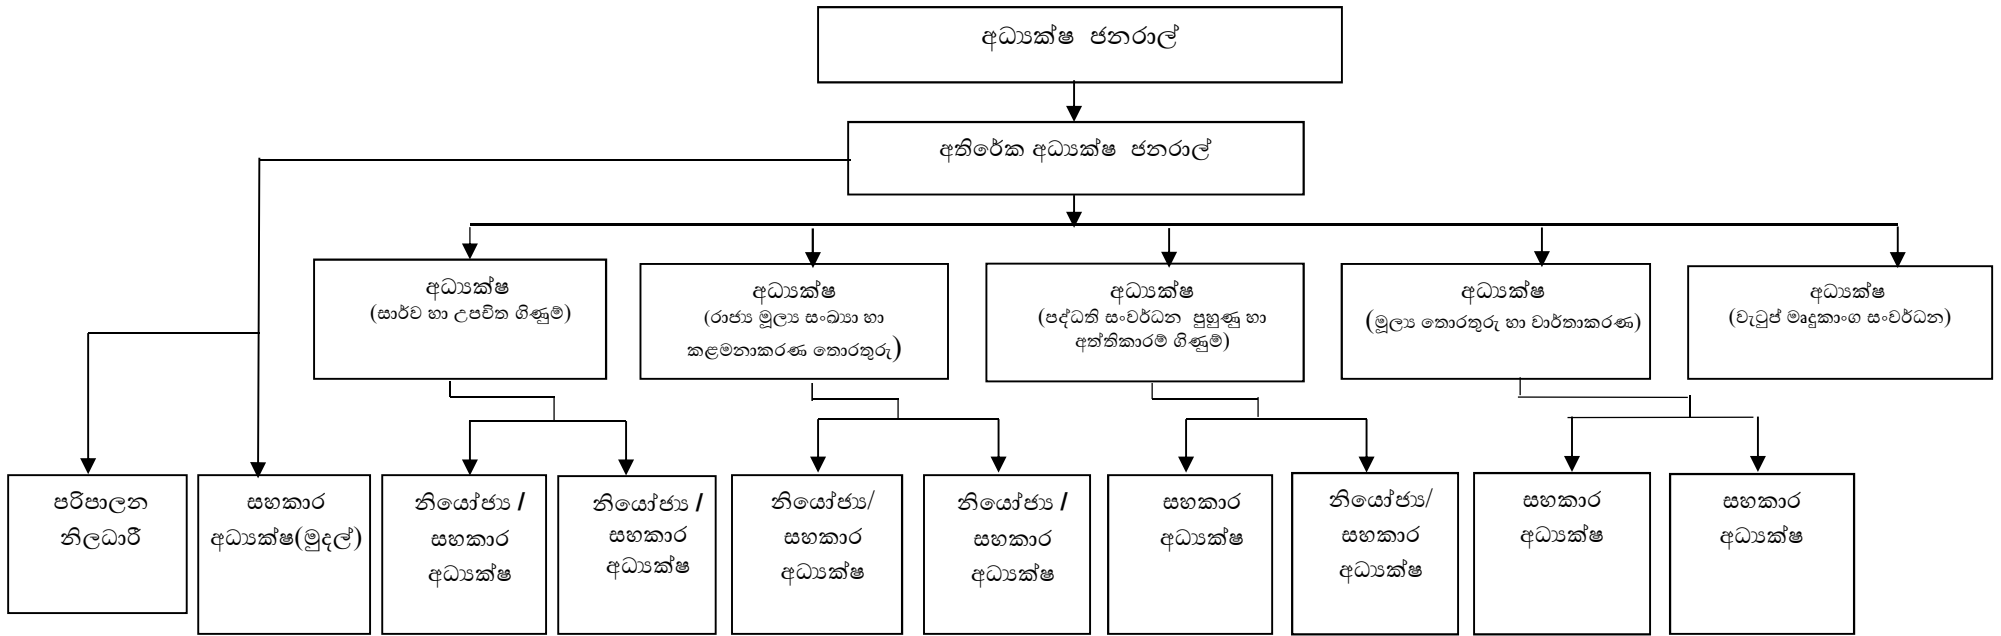 අධ්‍යක්ෂ ජනරාල්
අතිරේක අධ්‍යක්ෂ ජනරාල්
අධ්‍යක්ෂ
(සාර්ව හා උපචිත ගිණුම්)
අධ්‍යක්ෂ
(රාජ්‍ය මූල්‍ය සංඛ්‍යා හා
කළමනාකරණ තොරතුරු)
අධ්‍යක්ෂ
(පද්ධති සංවර්ධන පුහුණු හා
අත්තිකාරම් ගිණුම්)
අධ්‍යක්ෂ
(මූල්‍ය තොරතුරු හා වාර්තාකරණ)
අධ්‍යක්ෂ
(වැටුප් මෘදුකාංග සංවර්ධන)
පරිපාලන
නිලධාරී
සහකාර
අධ්‍යක්ෂ(මුදල්)
නියෝජ්‍ය /
සහකාර
අධ්‍යක්ෂ
නියෝජ්‍ය /
සහකාර
අධ්‍යක්ෂ
නියෝජ්‍ය/
සහකාර
අධ්‍යක්ෂ
නියෝජ්‍ය /
සහකාර
අධ්‍යක්ෂ
සහකාර
අධ්‍යක්ෂ
නියෝජ්‍ය/
සහකාර
අධ්‍යක්ෂ
සහකාර
අධ්‍යක්ෂ
සහකාර
අධ්‍යක්ෂ